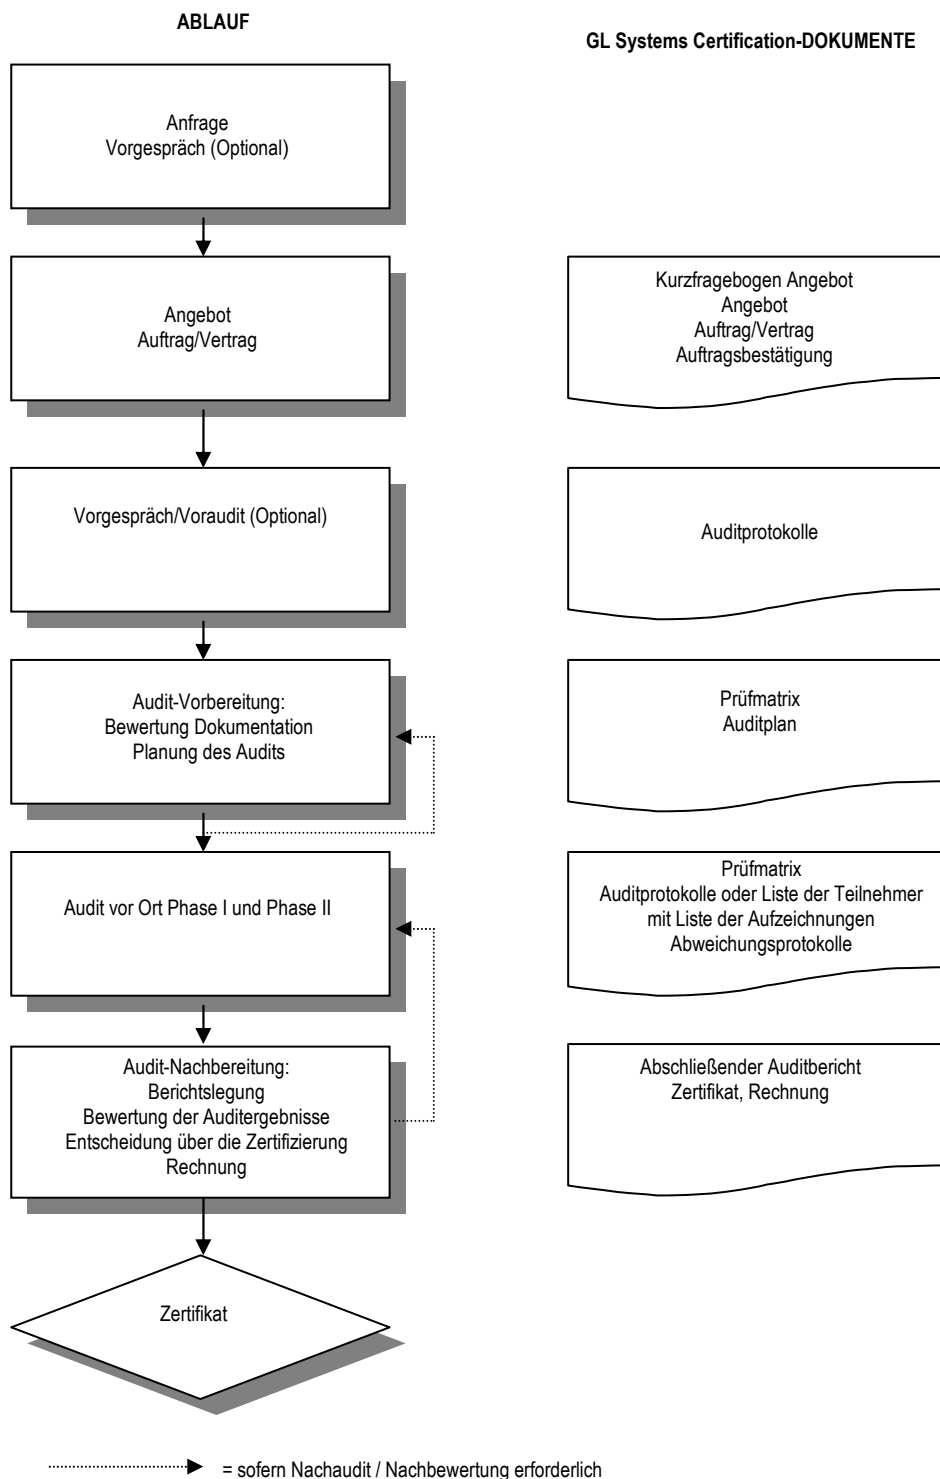 ABLAUF
GL Systems Certification-DOKUMENTE
Anfrage
Vorgespräch (Optional)
Angebot
Auftrag/Vertrag
Kurzfragebogen Angebot
Angebot
Auftrag/Vertrag
Auftragsbestätigung
Vorgespräch/Voraudit (Optional)
Auditprotokolle
Audit-Vorbereitung:
Bewertung Dokumentation
Planung des Audits
Prüfmatrix
Auditplan
Audit vor Ort Phase I und Phase II
Prüfmatrix
Auditprotokolle oder Liste der Teilnehmer
mit Liste der Aufzeichnungen
Abweichungsprotokolle
Audit-Nachbereitung:
Berichtslegung
Bewertung der Auditergebnisse
Entscheidung über die Zertifizierung
Rechnung
Abschließender Auditbericht
Zertifikat, Rechnung
Zertifikat
= sofern Nachaudit / Nachbewertung erforderlich